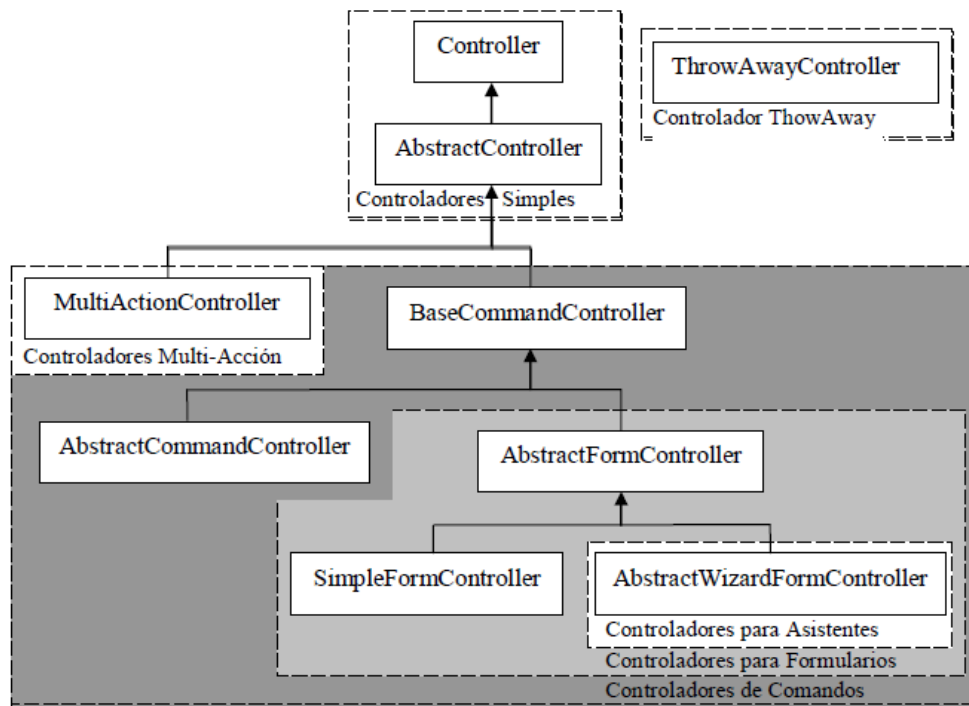 Controller
ThrowAwayController
Controlador ThowAway
AbstractController
Controladores Simples
MultiActionController
Controladores Multi-Acción
BaseCommandController
AbstractCommandController
AbstractFormController
SimpleFormController
AbstractWizardFormController
Controladores para Asistentes
Controladores para Formularios
Controladores de Comandos